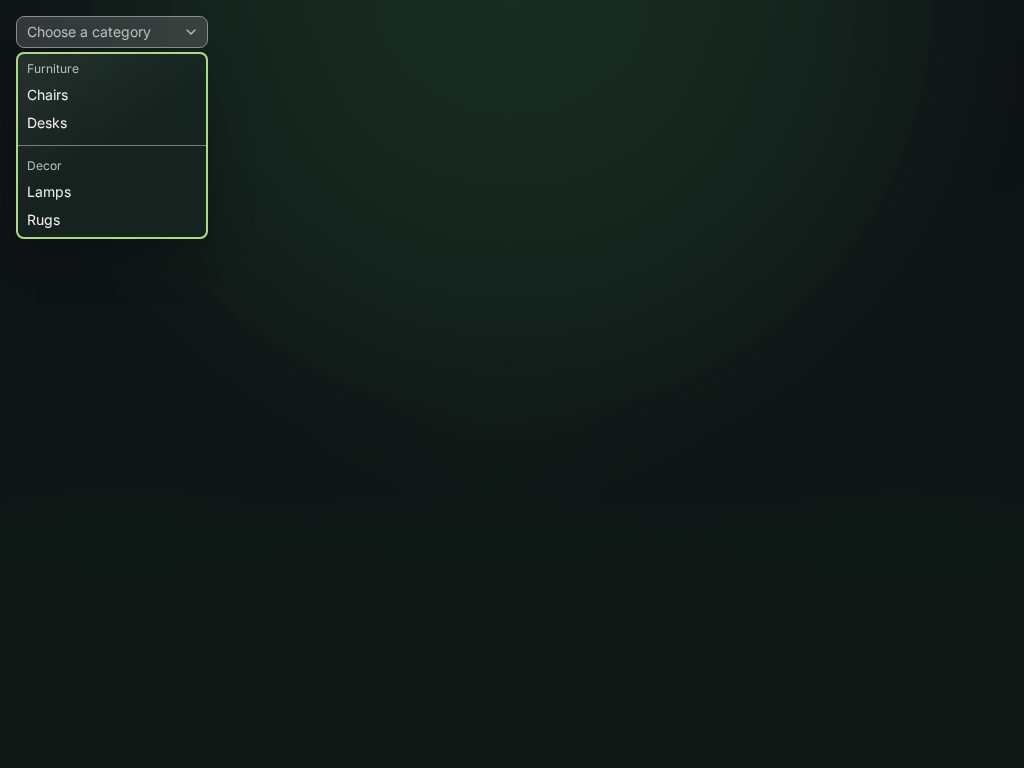 Choose a category
Furniture
Chairs
Desks
Decor
Lamps
Rugs